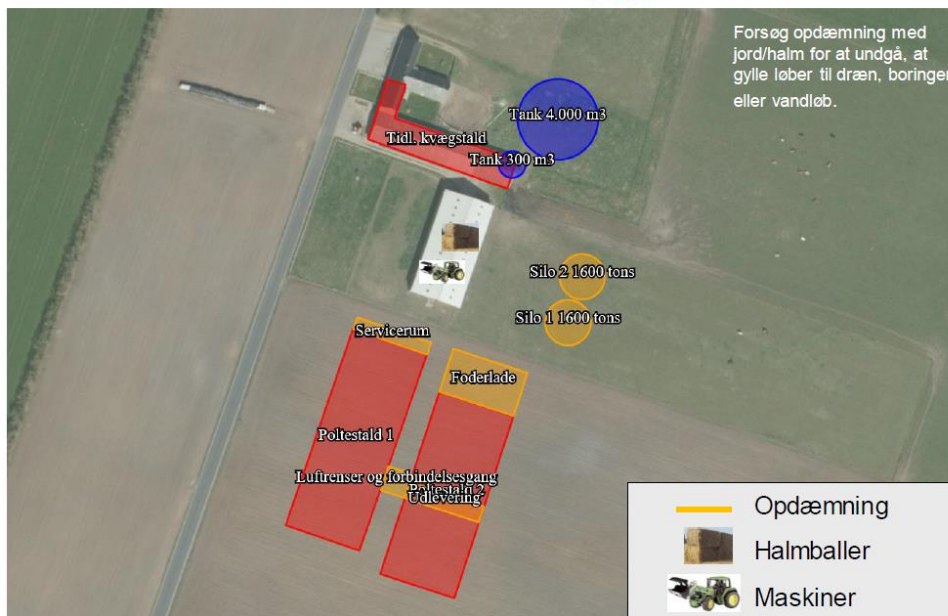 Forsøg opdæmning med
jord/halm for at undgå, at
gylle løber til dræn, boringer
eller vandløb.
Tank 4.000 m3
Tidl. kvægstald
Tank 300 m3
Silo 2 1600 tons
Silo 1 1600 tons
Servicerum
Foderlade
Poltestald 1
Luftrenser og forbindelsesgang
Poltestald 2
Udlevering
Opdæmning
Halmballer
Maskiner